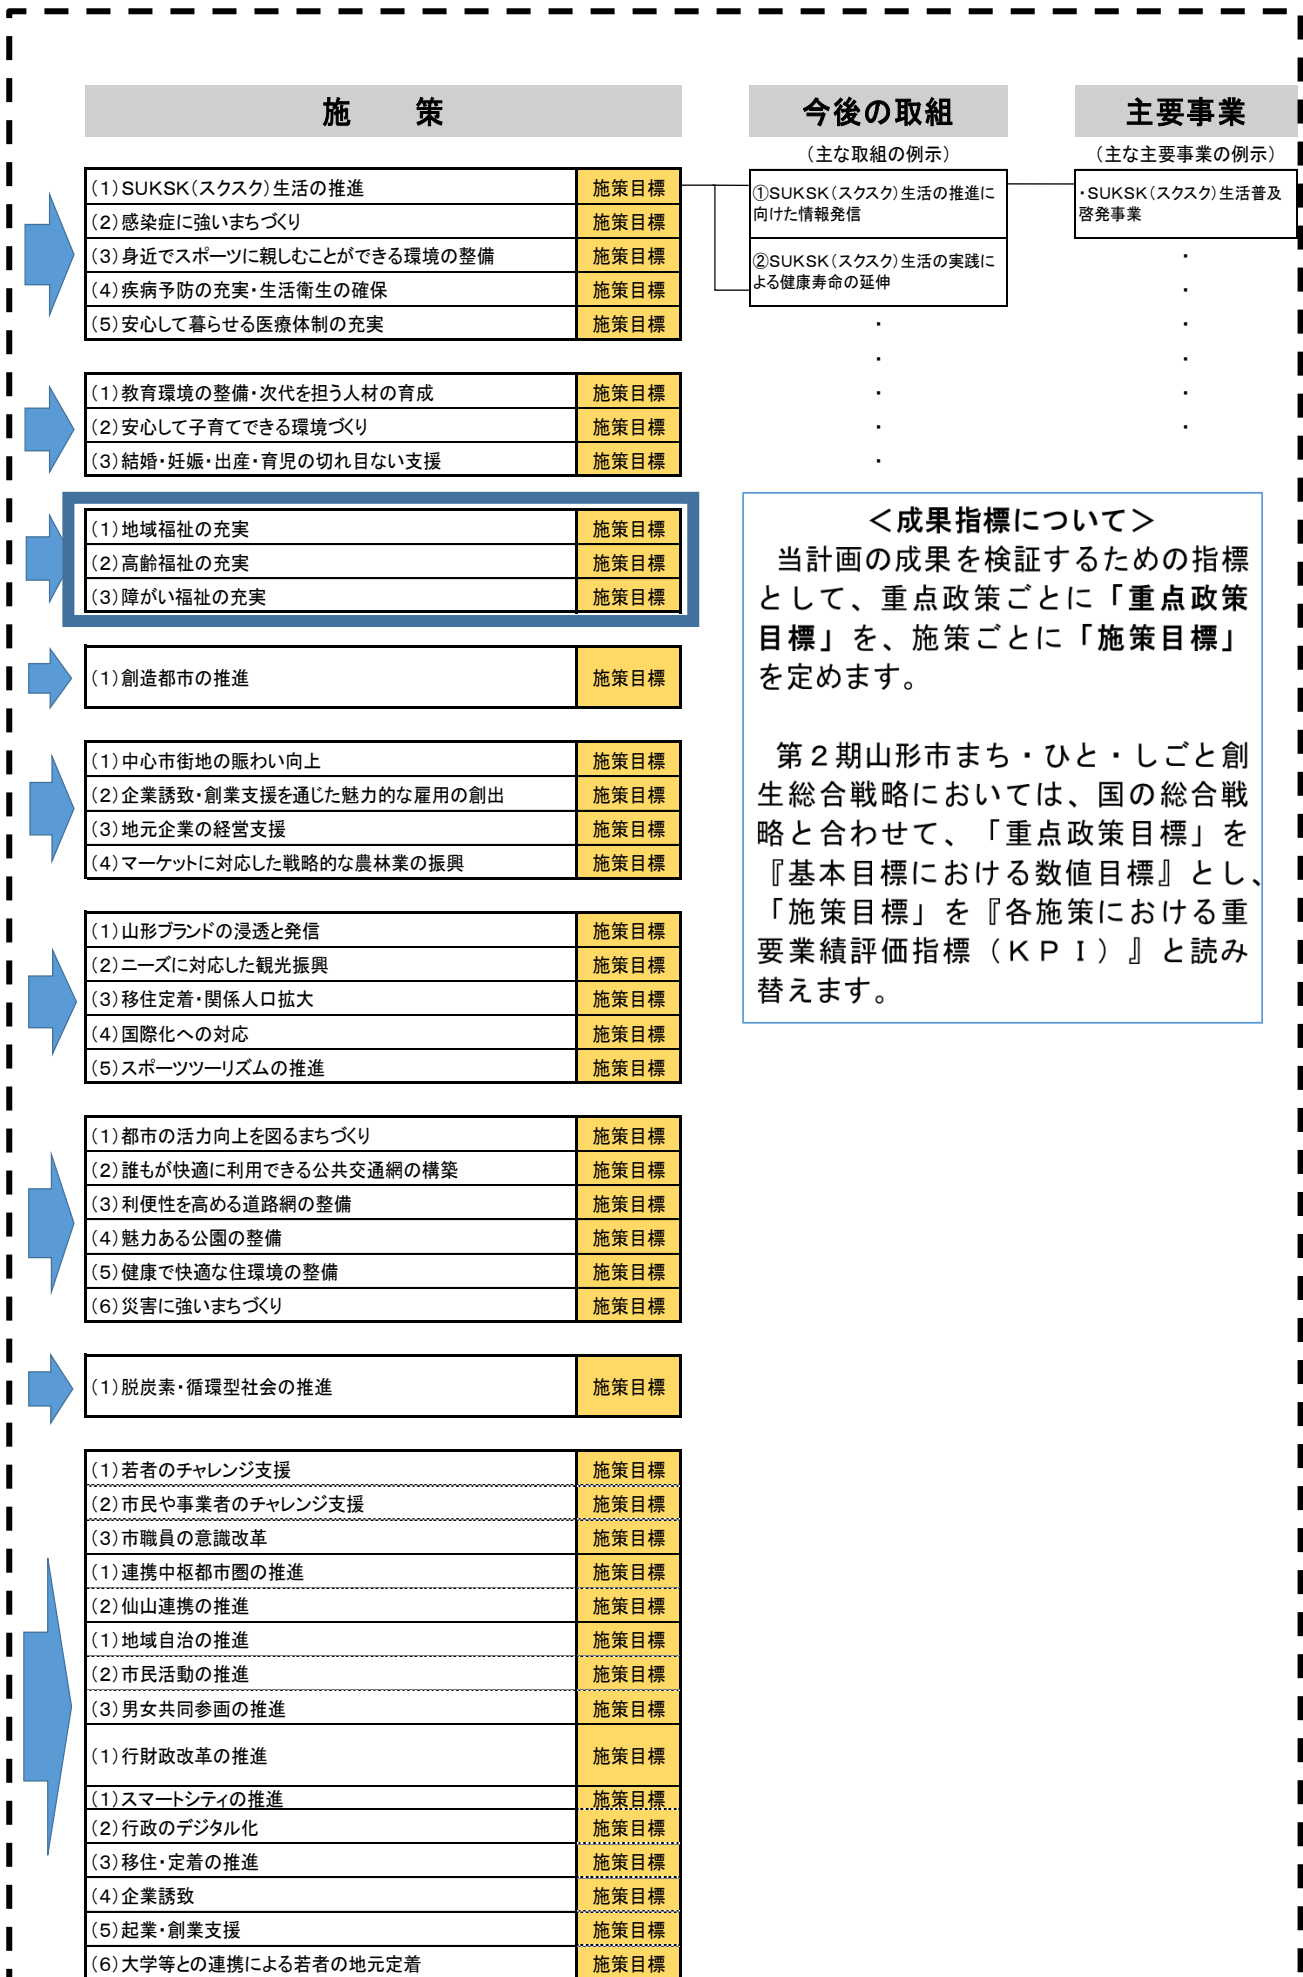 施　策
(1)SUKSK(スクスク)生活の推進　施策目標
(2)感染症に強いまちづくり　施策目標
(3)身近でスポーツに親しむことができる環境の整備　施策目標
(4)疾病予防の充実・生活衛生の確保　施策目標
(5)安心して暮らせる医療体制の充実　施策目標
(1)教育環境の整備・次代を担う人材の育成　施策目標
(2)安心して子育てできる環境づくり　施策目標
(3)結婚・妊娠・出産・育児の切れ目ない支援　施策目標
(1)地域福祉の充実　施策目標
(2)高齢福祉の充実　施策目標
(3)障がい福祉の充実　施策目標
(1)創造都市の推進　施策目標
(1)中心市街地の賑わい向上　施策目標
(2)企業誘致・創業支援を通じた魅力的な雇用の創出　施策目標
(3)地元企業の経営支援　施策目標
(4)マーケットに対応した戦略的な農林業の振興　施策目標
(1)山形ブランドの浸透と発信　施策目標
(2)ニーズに対応した観光振興　施策目標
(3)移住定着・関係人口拡大　施策目標
(4)国際化への対応　施策目標
(5)スポーツツーリズムの推進　施策目標
(1)都市の活力向上を図るまちづくり　施策目標
(2)誰もが快適に利用できる公共交通網の構築　施策目標
(3)利便性を高める道路網の整備　施策目標
(4)魅力ある公園の整備　施策目標
(5)健康で快適な住環境の整備　施策目標
(6)災害に強いまちづくり　施策目標
(1)脱炭素・循環型社会の推進　施策目標
(1)若者のチャレンジ支援　施策目標
(2)市民や事業者のチャレンジ支援　施策目標
(3)市職員の意識改革　施策目標
(1)連携中枢都市圏の推進　施策目標
(2)仙山連携の推進　施策目標
(1)地域自治の推進　施策目標
(2)市民活動の推進　施策目標
(3)男女共同参画の推進　施策目標
(1)行財政改革の推進　施策目標
(1)スマートシティの推進　施策目標
(2)行政のデジタル化　施策目標
(3)移住・定着の推進　施策目標
(4)企業誘致　施策目標
(5)起業・創業支援　施策目標
(6)大学等との連携による若者の地元定着　施策目標
今後の取組
(主な取組の例示)
①SUKSK(スクスク)生活の推進に
向けた情報発信
②SUKSK(スクスク)生活の実践に
よる健康寿命の延伸
・
・
・
・
・
主要事業
(主な主要事業の例示)
・SUKSK(スクスク)生活普及
啓発事業
・
・
・
・
・
・
＜成果指標について＞
当計画の成果を検証するための指標
として、重点政策ごとに「重点政策
目標」を、施策ごとに「施策目標」
を定めます。
第２期山形市まち・ひと・しごと創
生総合戦略においては、国の総合戦
略と合わせて、「重点政策目標」を
『基本目標における数値目標』とし、
「施策目標」を『各施策における重
要業績評価指標（ＫＰＩ）』と読み
替えます。